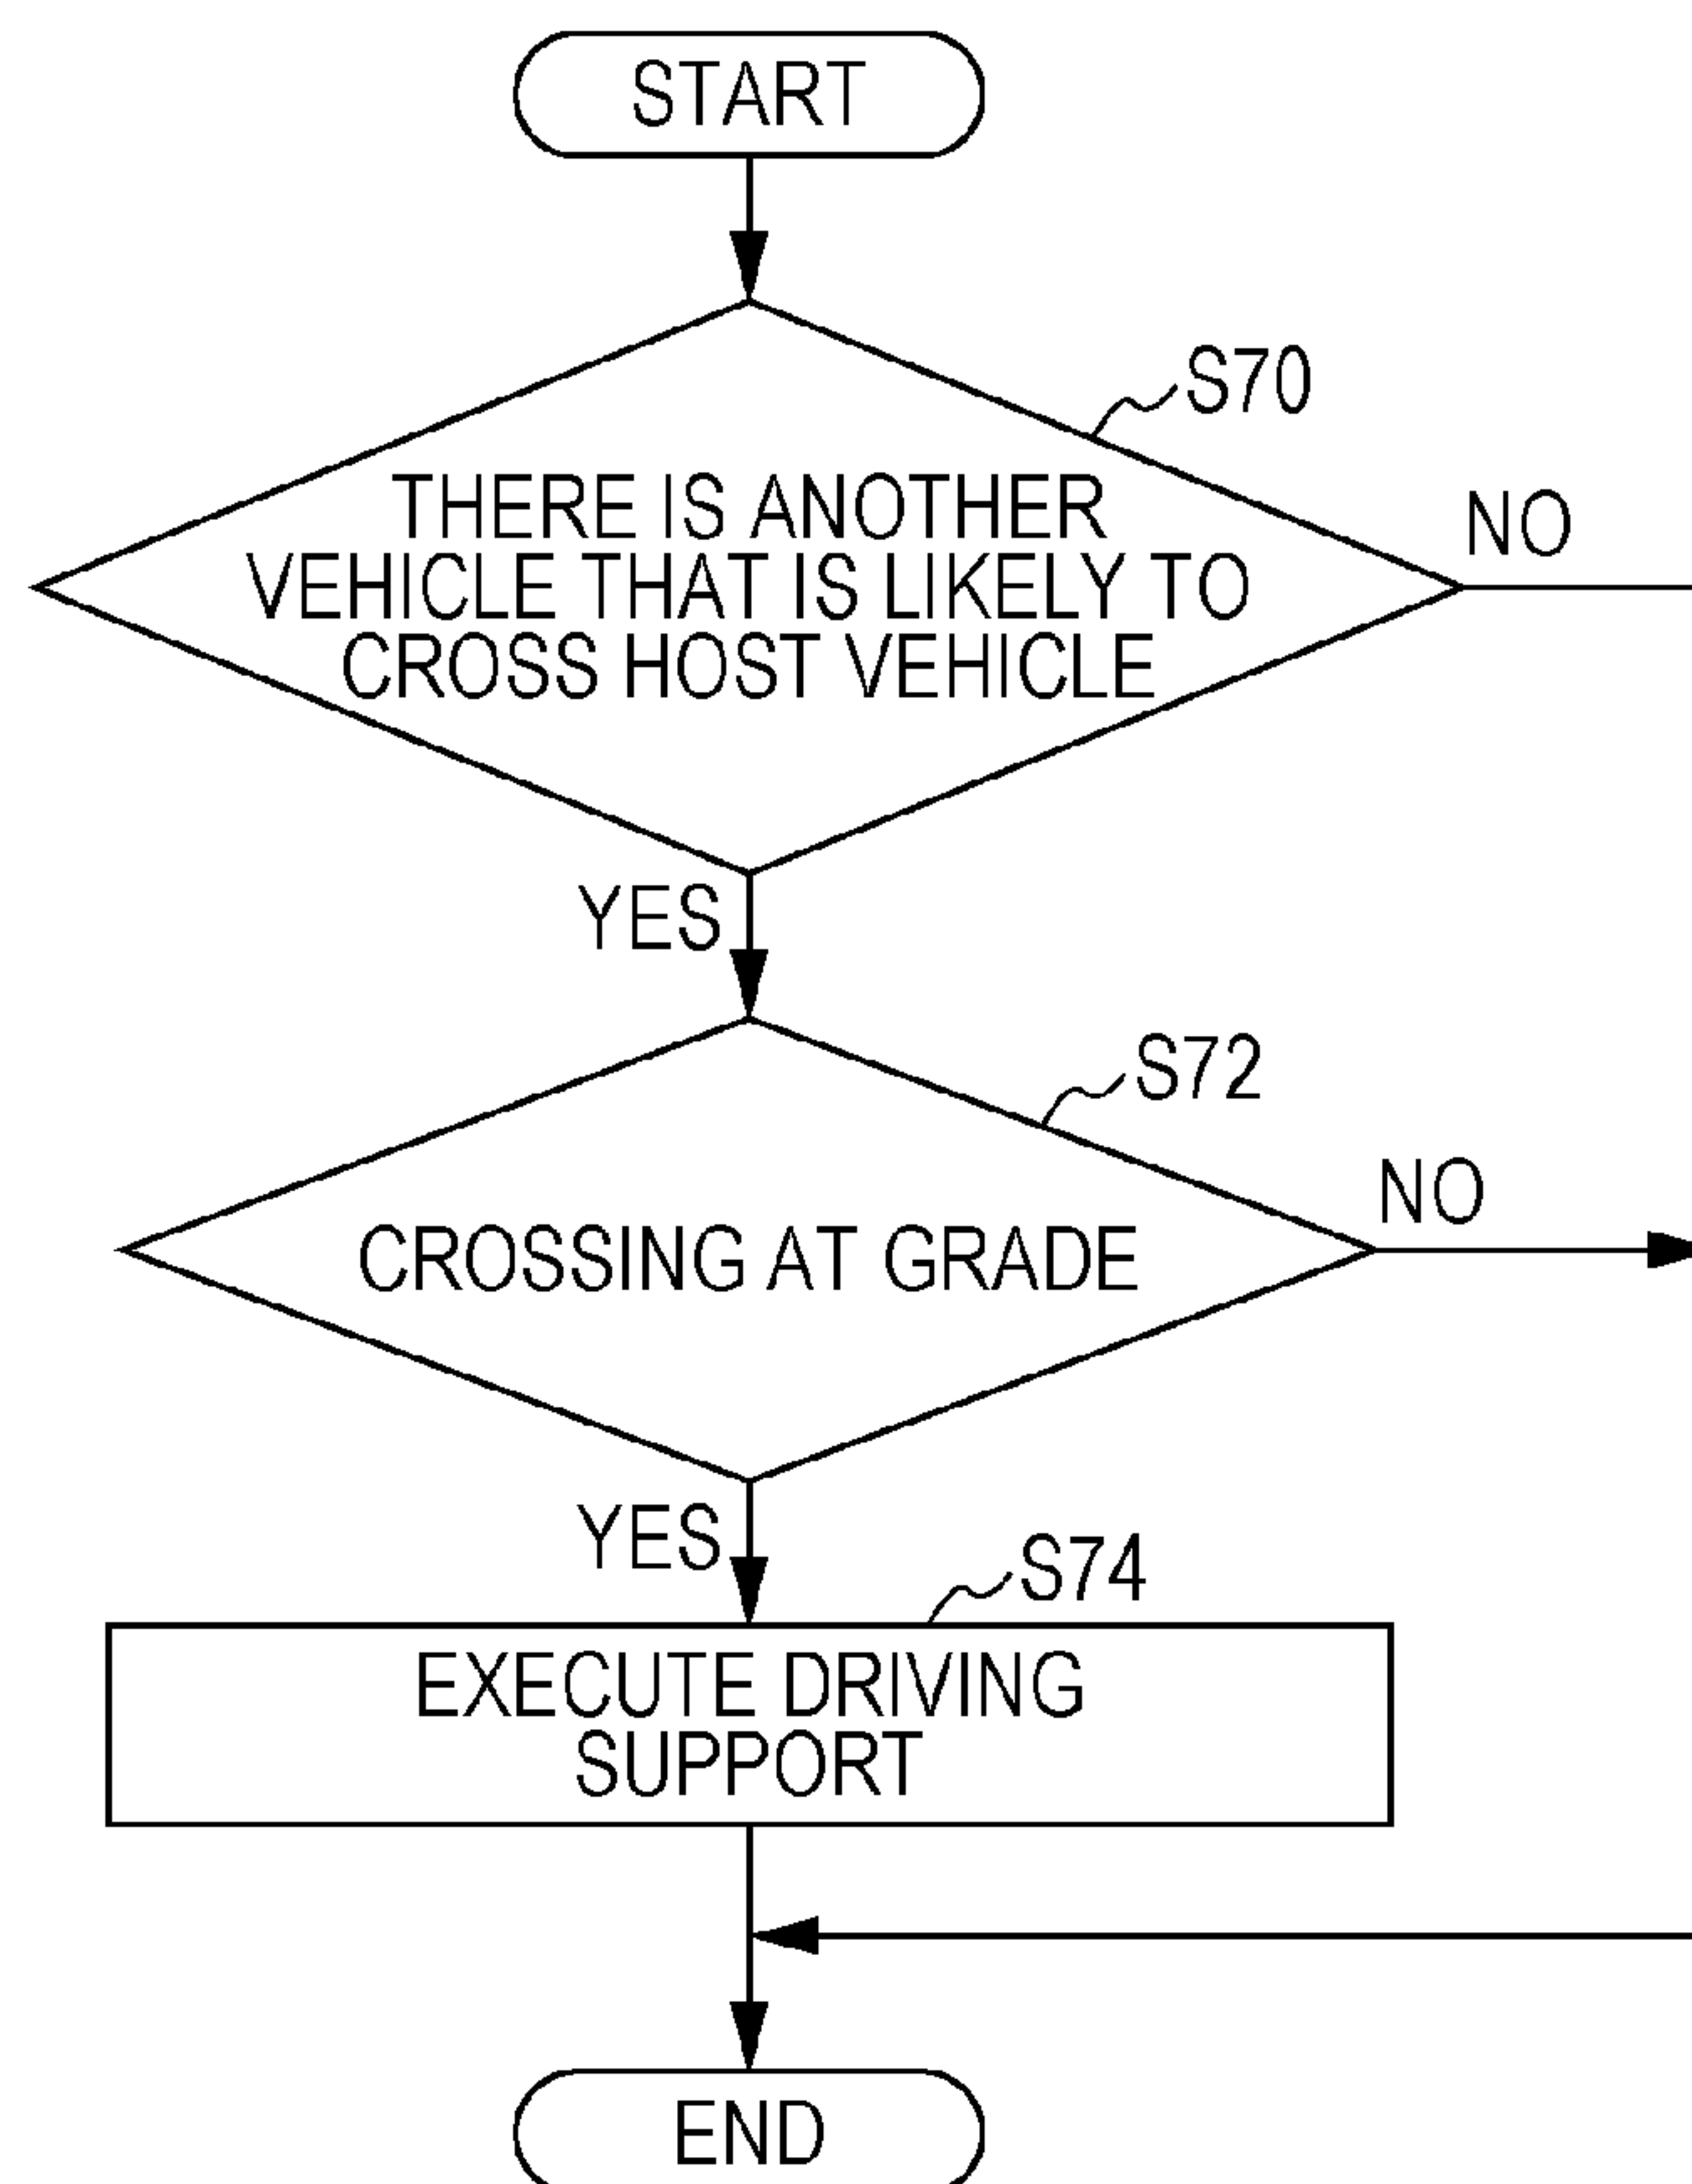 START
S70
THERE IS ANOTHER
VEHICLE THAT IS LIKELY TO
CROSS HOST VEHICLE
NO
YES
S72
CROSSING AT GRADE
NO
YES
S74
EXECUTE DRIVING
SUPPORT
END